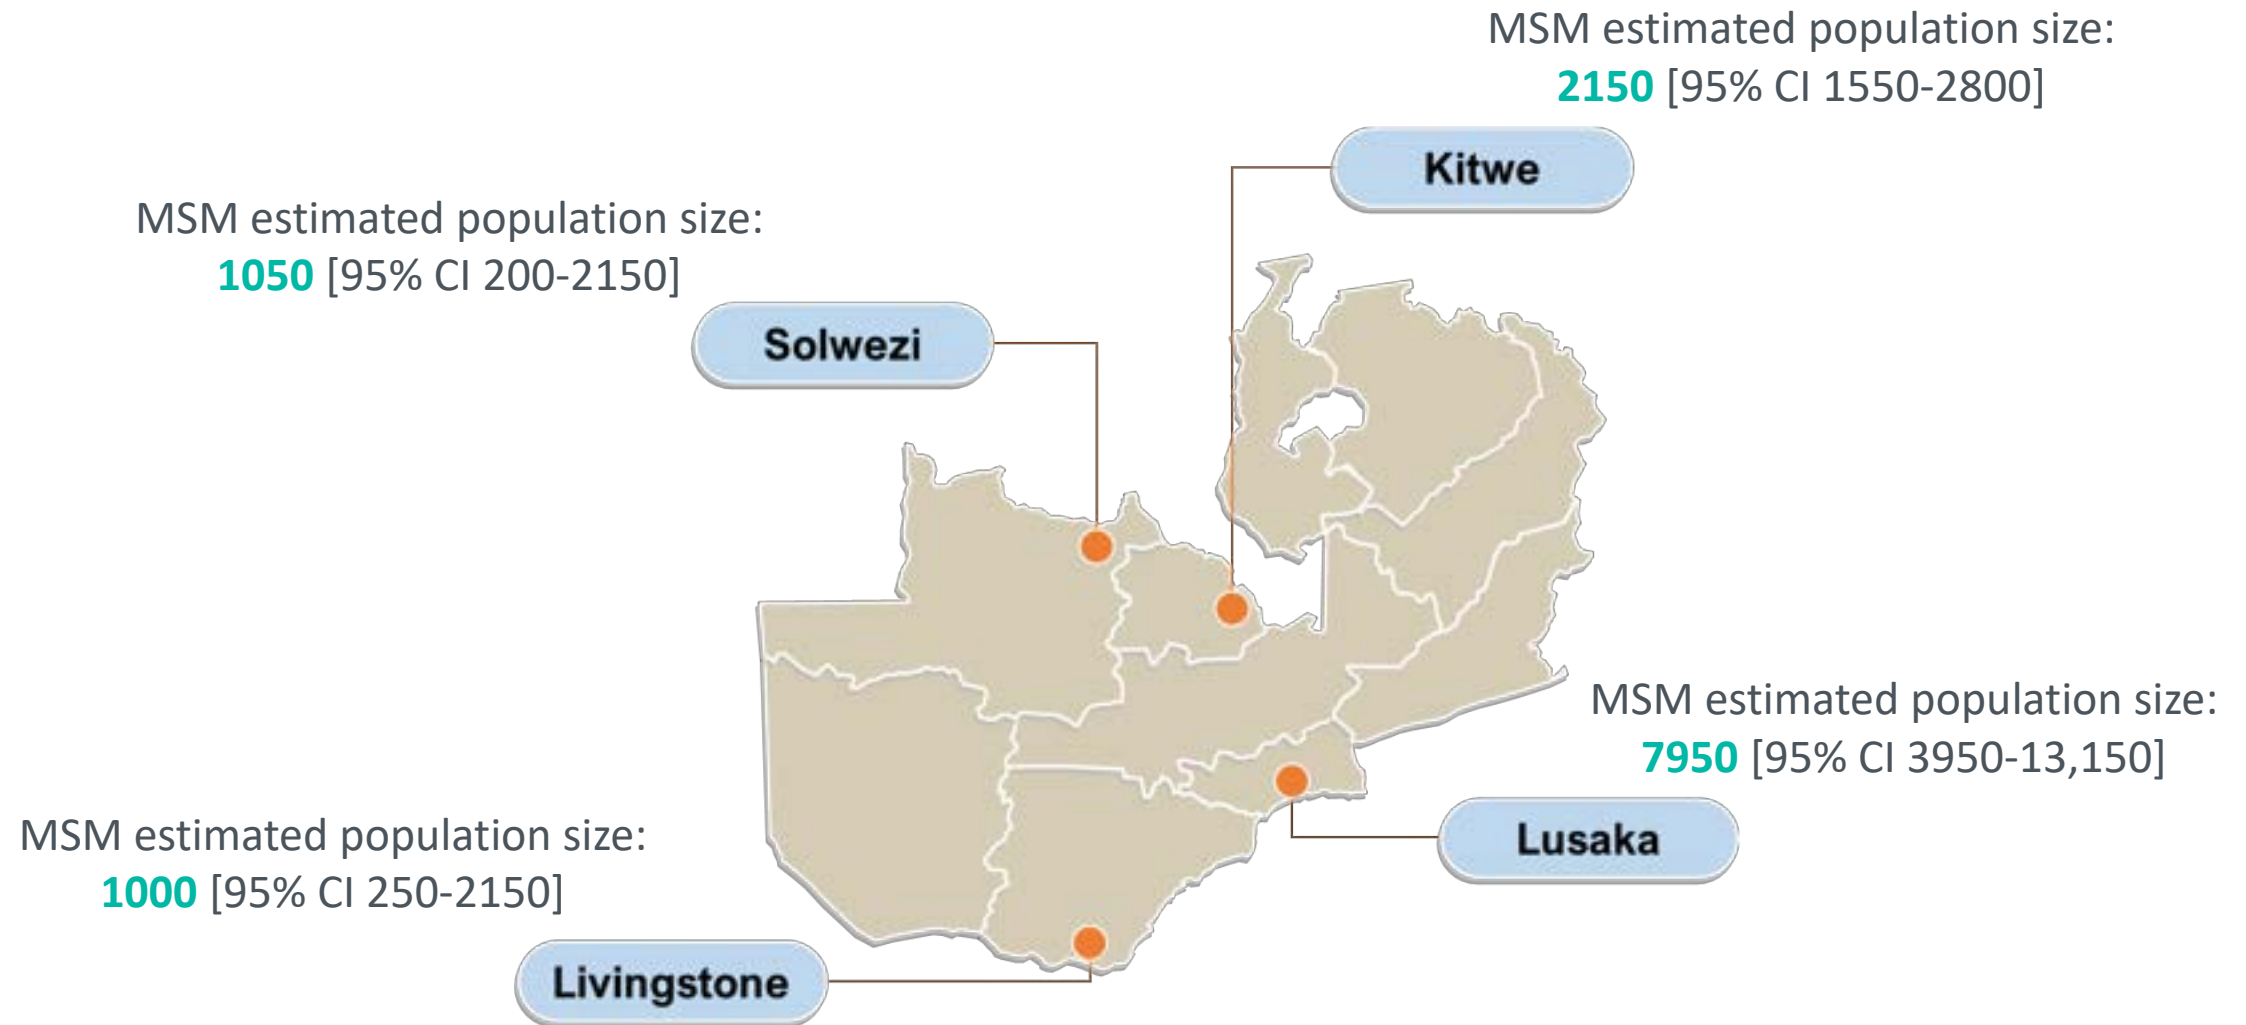 MSM estimated population size:
2150 [95% CI 1550-2800]
Kitwe
MSM estimated population size:
1050 [95% CI 200-2150]
Solwezi
MSM estimated population size:
7950 [95% CI 3950-13,150]
Lusaka
MSM estimated population size:
1000 [95% CI 250-2150]
Livingstone